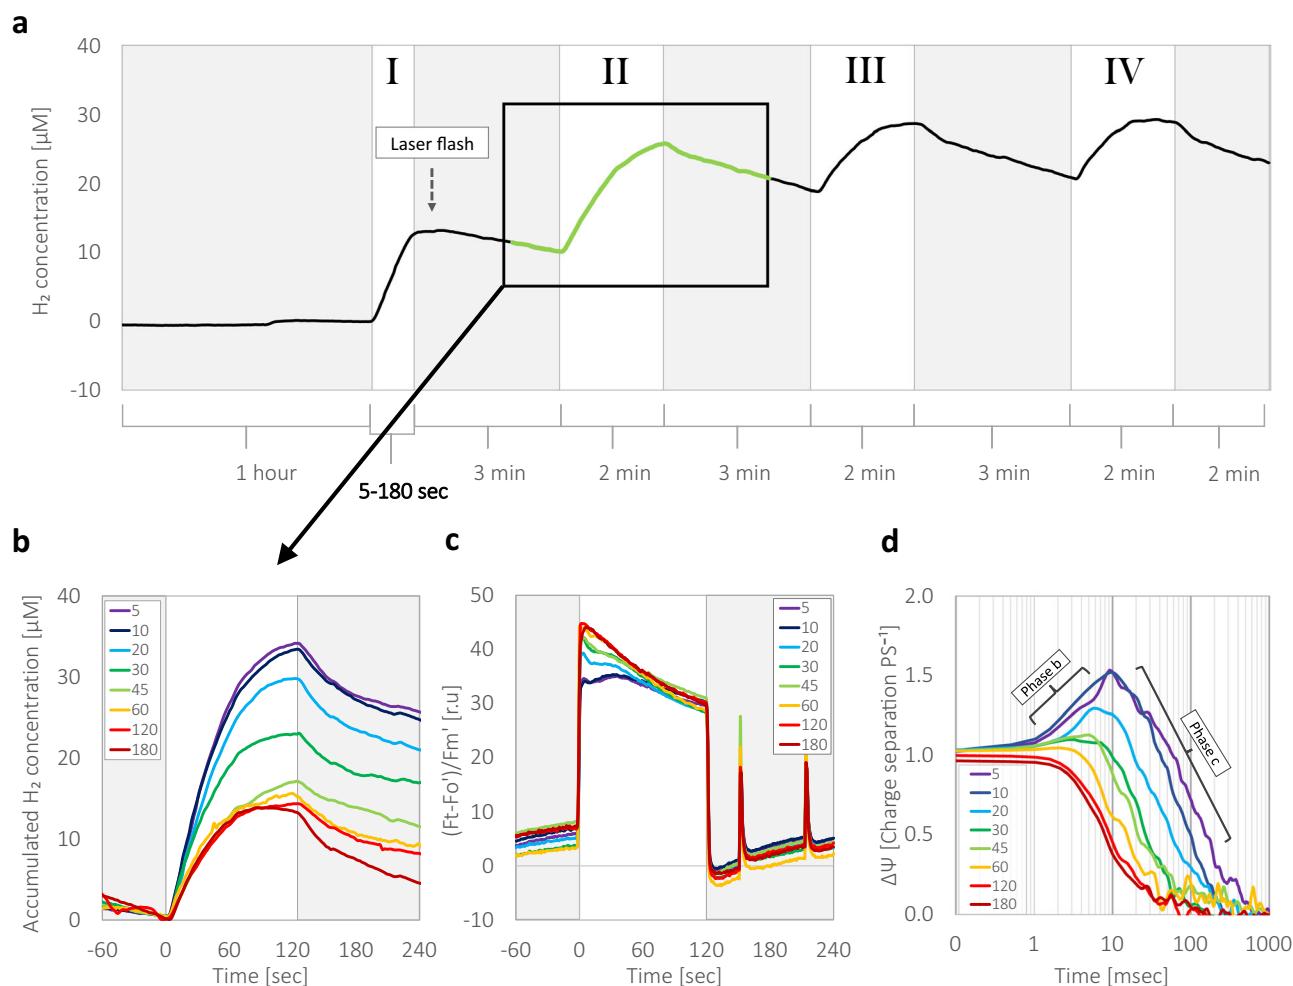 a
40
30
20
10
0
-10
H₂ concentration [µM]
I
II
III
IV
Laser flash
1 hour
5-180 sec
3 min
2 min
3 min
2 min
3 min
2 min
2 min
b
40
30
20
10
0
Accumulated H₂ concentration [µM]
5
10
20
30
45
60
120
180
-60
0
60
120
180
240
Time [sec]
c
50
40
30
20
10
0
-10
(Ft-Fo')/Fm' [r.u]
5
10
20
30
45
60
120
180
-60
0
60
120
180
240
Time [sec]
d
2.0
1.5
1.0
0.5
0.0
ΔΨ [Charge separation PS⁻¹]
Phase b
Phase c
5
10
20
30
45
60
120
180
0
1
10
100
1000
Time [msec]